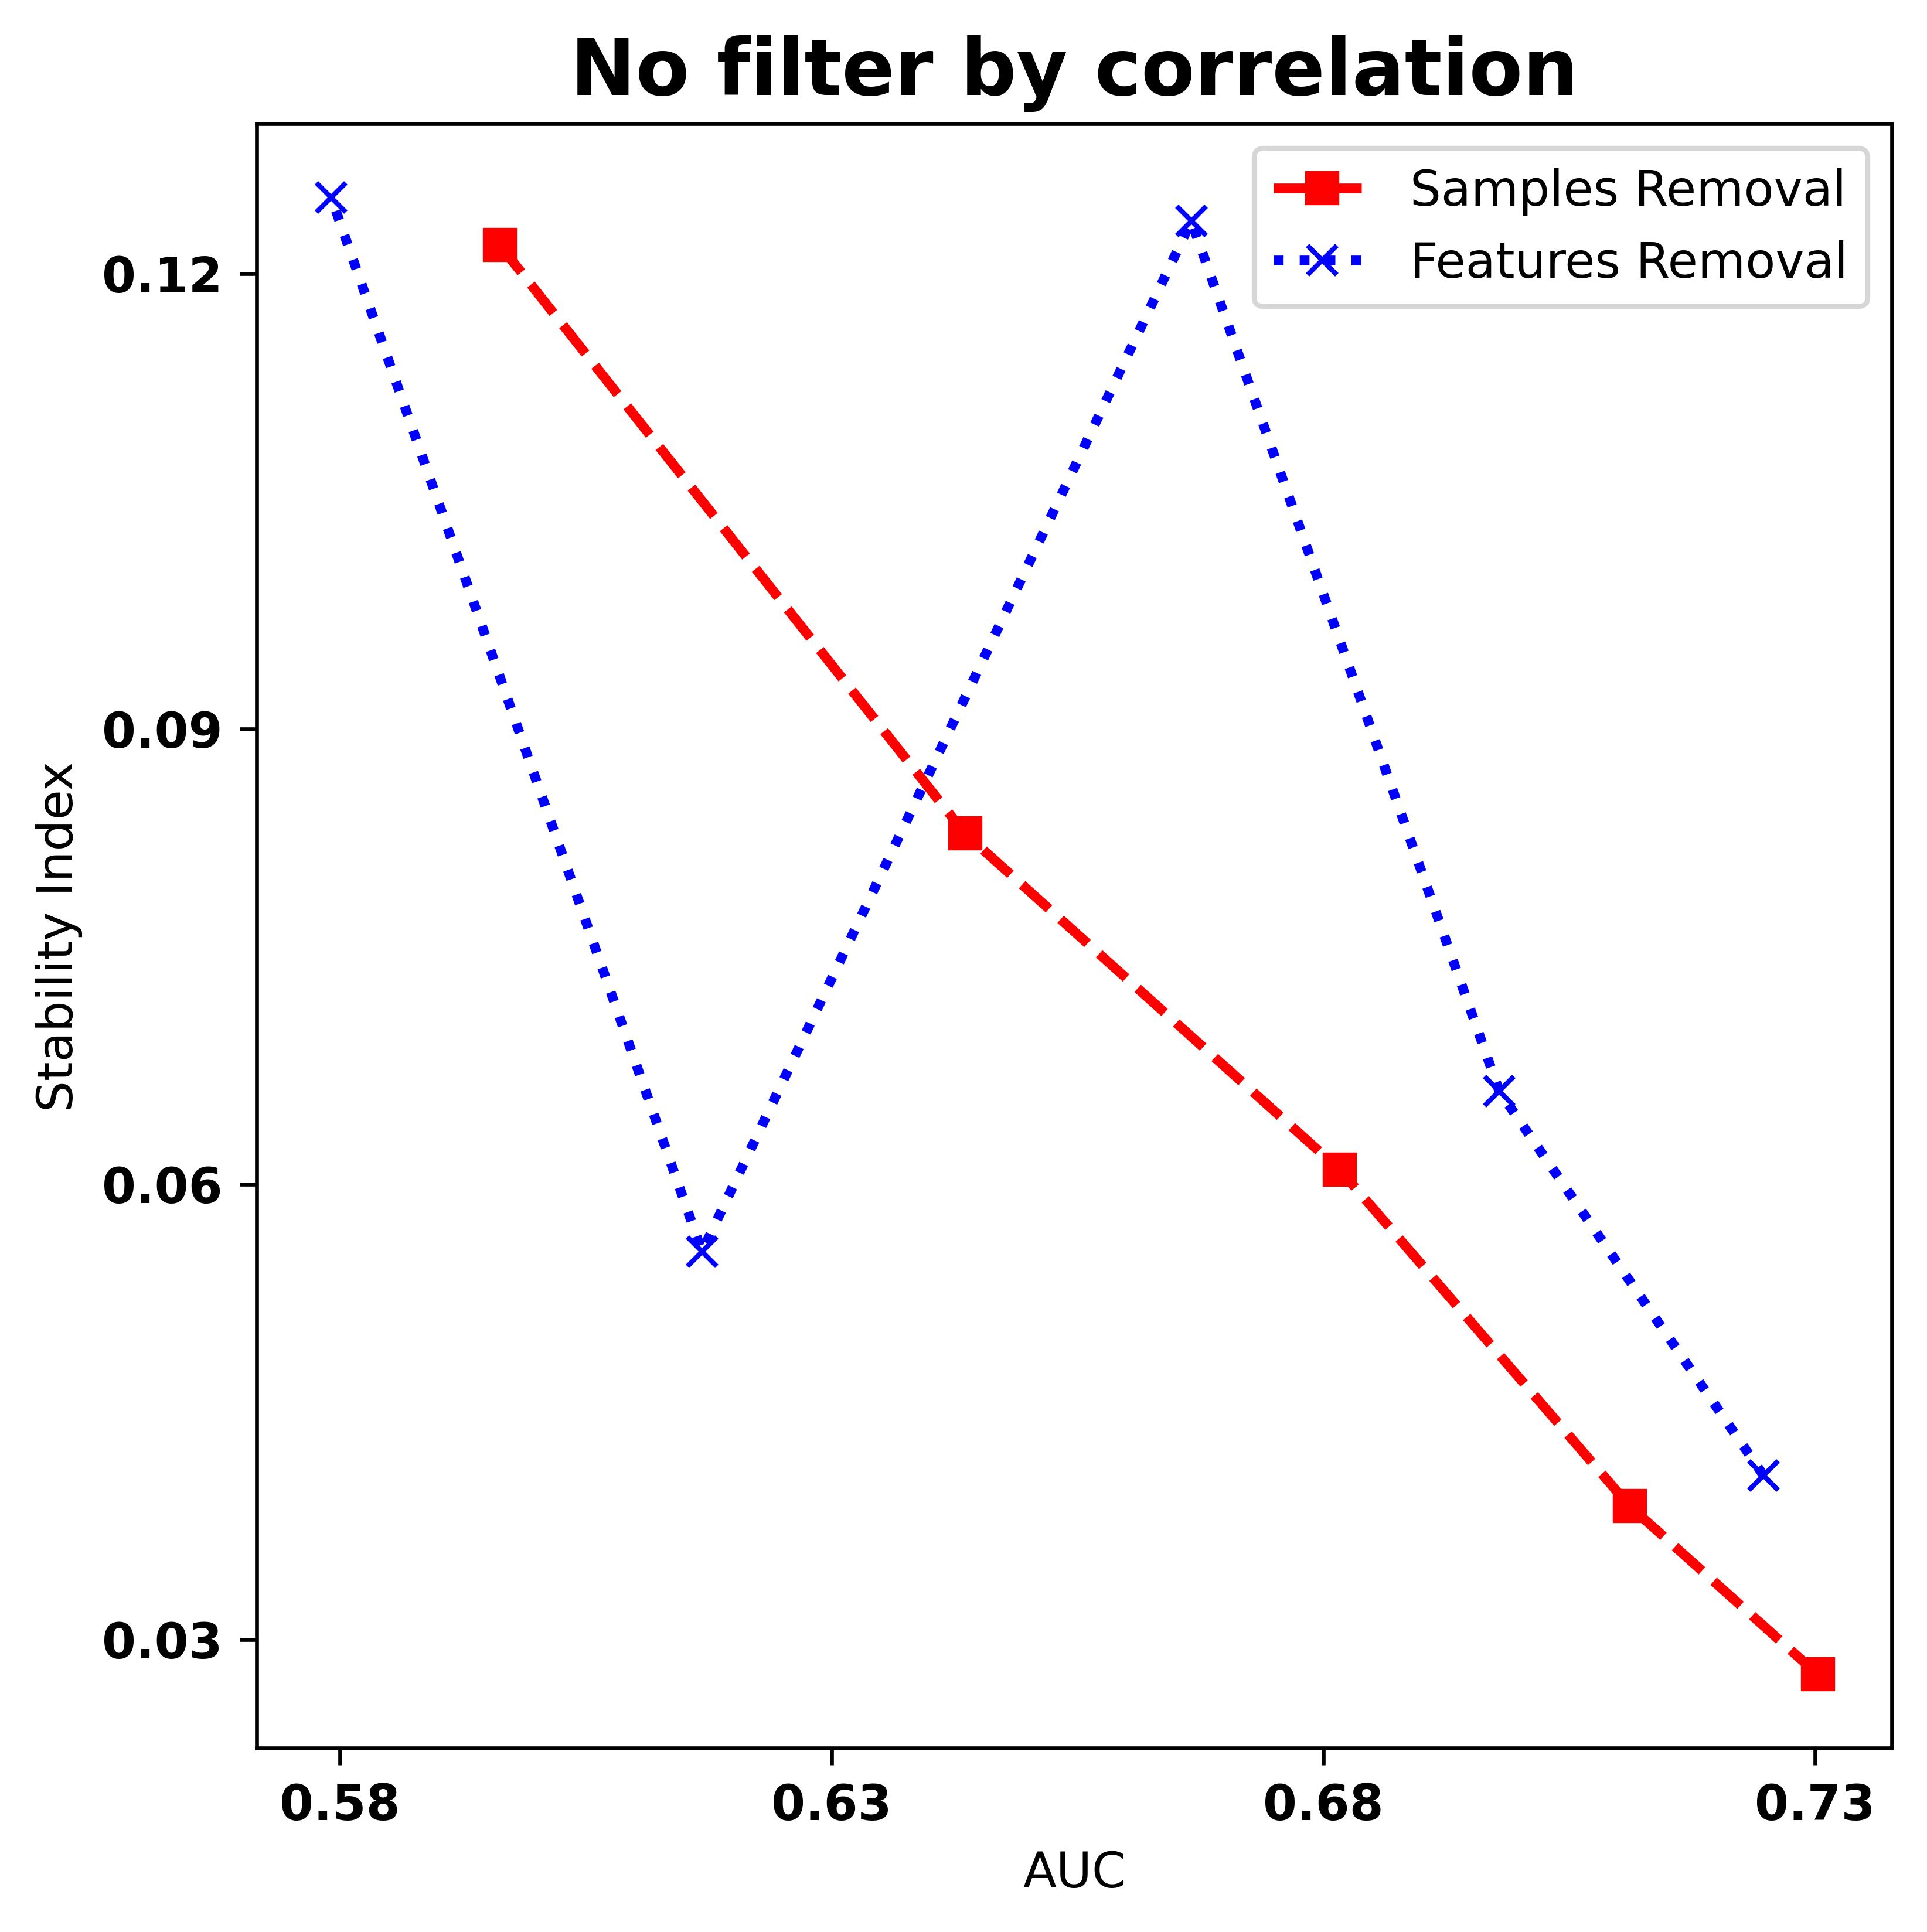 No filter by correlation
Samples Removal
Features Removal
0.12
0.09
0.06
0.03
Stability Index
0.58 0.63 0.68 0.73
AUC